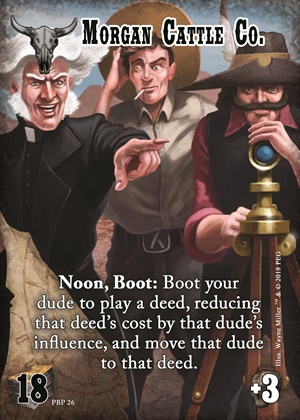 Morgan Cattle Co.
Noon, Boot: Boot your
dude to play a deed, reducing
that deed's cost by that dude's
influence, and move that dude
to that deed.
Illus. Wayne Miller ™ & © 2018 PEG
18
PBP 26
+3